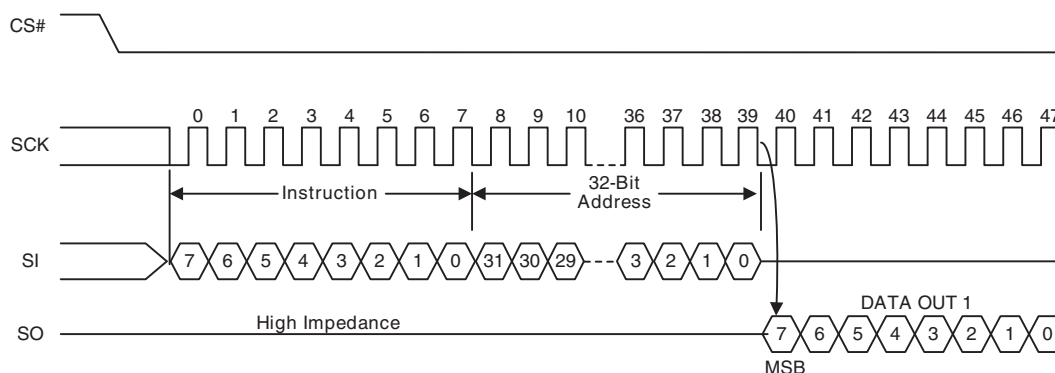 CS#
0 1 2 3 4 5 6 7 8 9 10 36 37 38 39 40 41 42 43 44 45 46 47
SCK
Instruction
32-Bit
Address
SI
7 6 5 4 3 2 1 0 31 30 29 3 2 1 0
DATA OUT 1
High Impedance
SO
7 6 5 4 3 2 1 0
MSB